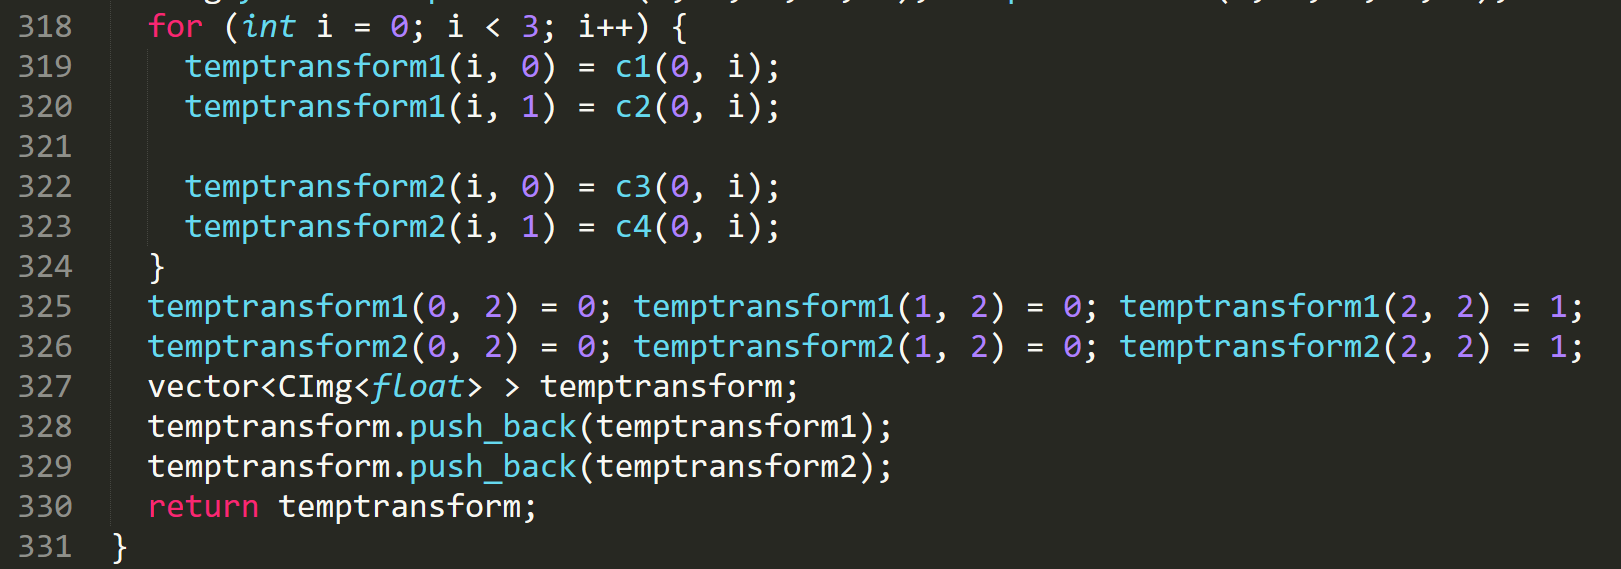 318 for (int i = 0; i < 3; i++) {
319 temptransform1(i, 0) = c1(0, i);
320 temptransform1(i, 1) = c2(0, i);
321
322 temptransform2(i, 0) = c3(0, i);
323 temptransform2(i, 1) = c4(0, i);
324 }
325 temptransform1(0, 2) = 0; temptransform1(1, 2) = 0; temptransform1(2, 2) = 1;
326 temptransform2(0, 2) = 0; temptransform2(1, 2) = 0; temptransform2(2, 2) = 1;
327 vector<CImg<float> > temptransform;
328 temptransform.push_back(temptransform1);
329 temptransform.push_back(temptransform2);
330 return temptransform;
331 }